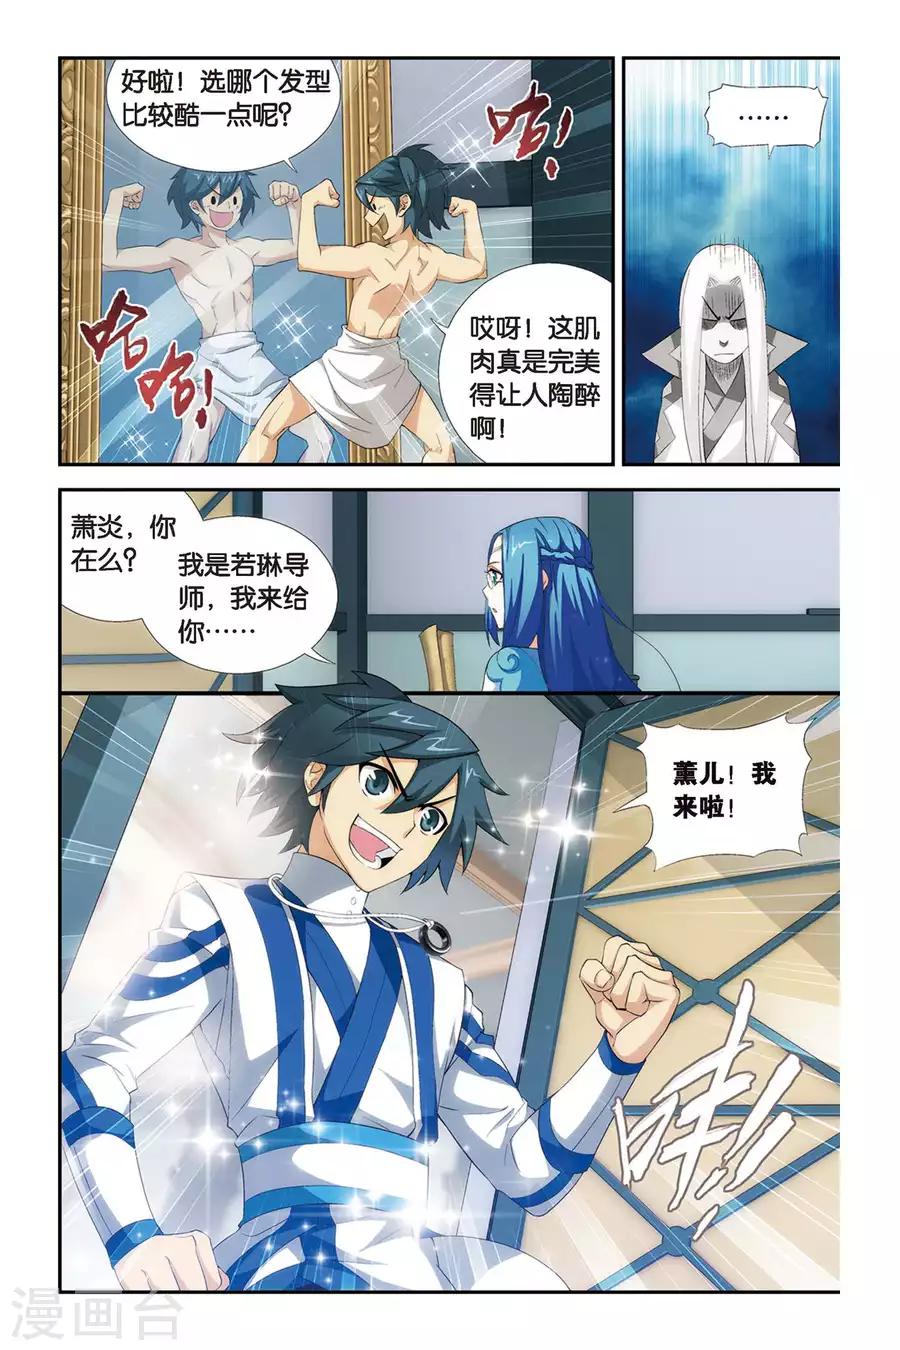 好啦！选哪个发型
比较酷一点呢？
哈！
哈
哈！
哎呀！这肌
肉真是完美
得让人陶醉
啊！
……
萧炎，你
在么？
我是若琳导
师，我来给
你……
薰儿！我
来啦！
哗！！
漫画台